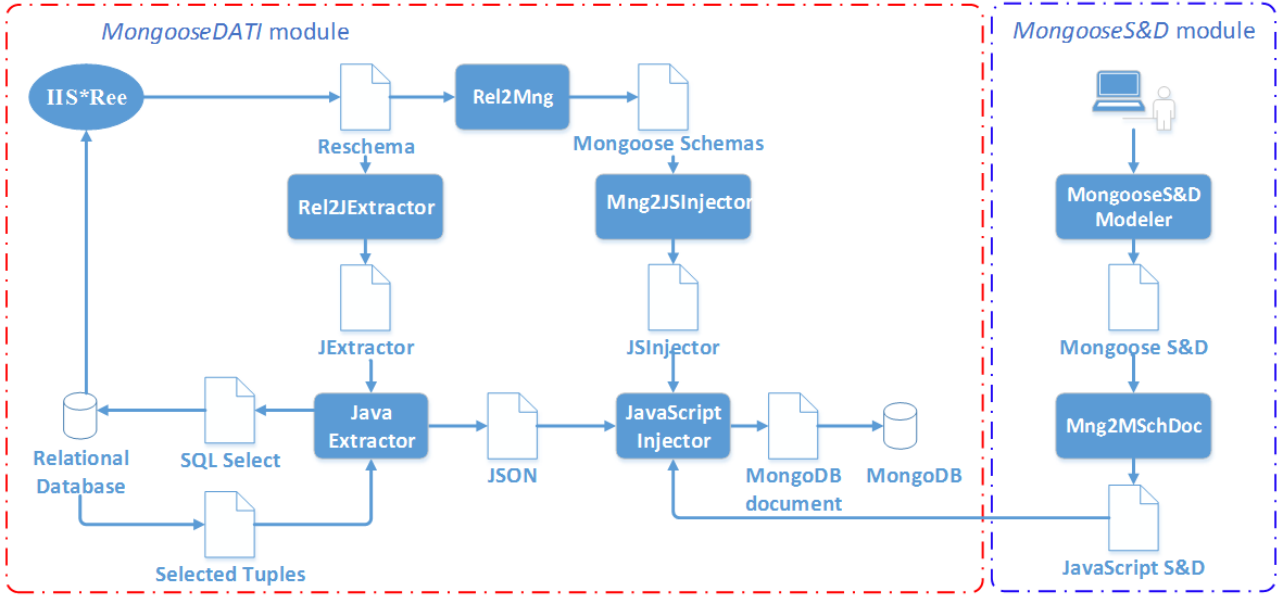 MongooseDATI module
MongooseS&D module
IIS*Ree
Rel2Mng
Reschema
Mongoose Schemas
Rel2JExtractor
Mng2JSInjector
MongooseS&D
Modeler
JExtractor
JSInjector
Mongoose S&D
Java
Extractor
JavaScript
Injector
Mng2MSchDoc
Relational
Database
SQL Select
JSON
MongoDB
document
MongoDB
Selected Tuples
JavaScript S&D